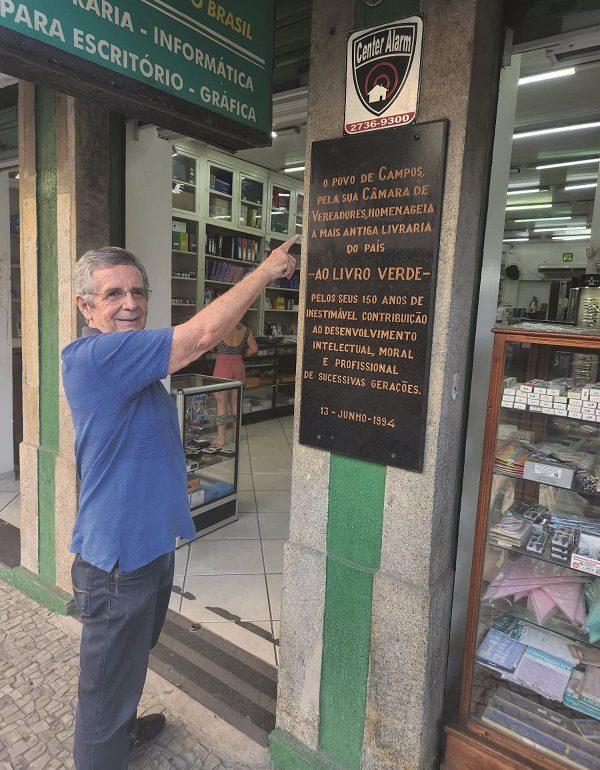 O BRASIL
RARIA - INFORMÁTICA
PARA ESCRITÓRIO - GRÁFICA
Center Alarm
2736-9300
O POVO DE CAMPOS,
PELA SUA CÂMARA DE
VEREADORES, HOMENAGEIA
A MAIS ANTIGA LIVRARIA
DO PAÍS
-AO LIVRO VERDE-
PELOS SEUS 150 ANOS DE
INESTIMÁVEL CONTRIBUIÇÃO
AO DESENVOLVIMENTO
INTELECTUAL, MORAL
E PROFISSIONAL
DE SUCESSIVAS GERAÇÕES.
13 - JUNHO - 1994